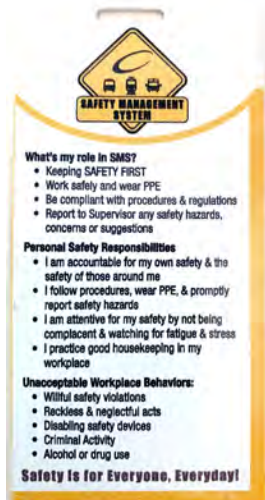 SAFETY MANAGEMENT
SYSTEM
What's my role in SMS?
• Keeping SAFETY FIRST
• Work safely and wear PPE
• Be compliant with procedures & regulations
• Report to Supervisor any safety hazards,
concerns or suggestions
Personal Safety Responsibilities
• I am accountable for my own safety & the
safety of those around me
• I follow procedures, wear PPE, & promptly
report safety hazards
• I am attentive for my safety by not being
complacent & watching for fatigue & stress
• I practice good housekeeping in my
workplace
Unacceptable Workplace Behaviors:
• Willful safety violations
• Reckless & neglectful acts
• Disabling safety devices
• Criminal Activity
• Alcohol or drug use
Safety is for Everyone, Everyday!